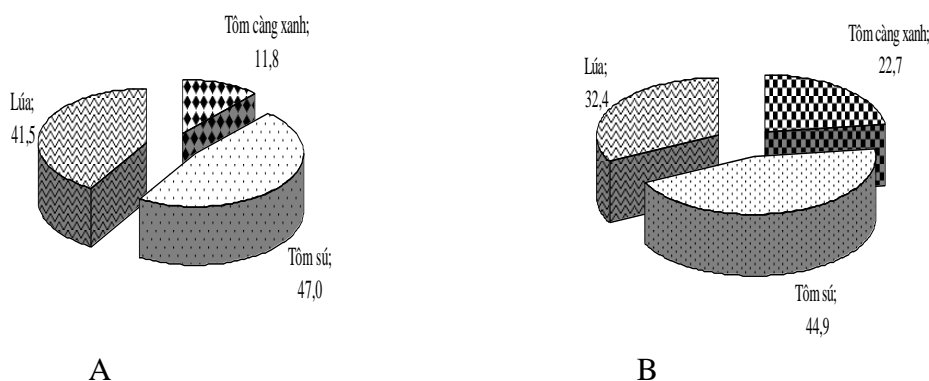 Tôm càng xanh;
11,8
Lúa;
41,5
Tôm sú;
47,0
A
Tôm càng xanh;
22,7
Lúa;
32,4
Tôm sú;
44,9
B